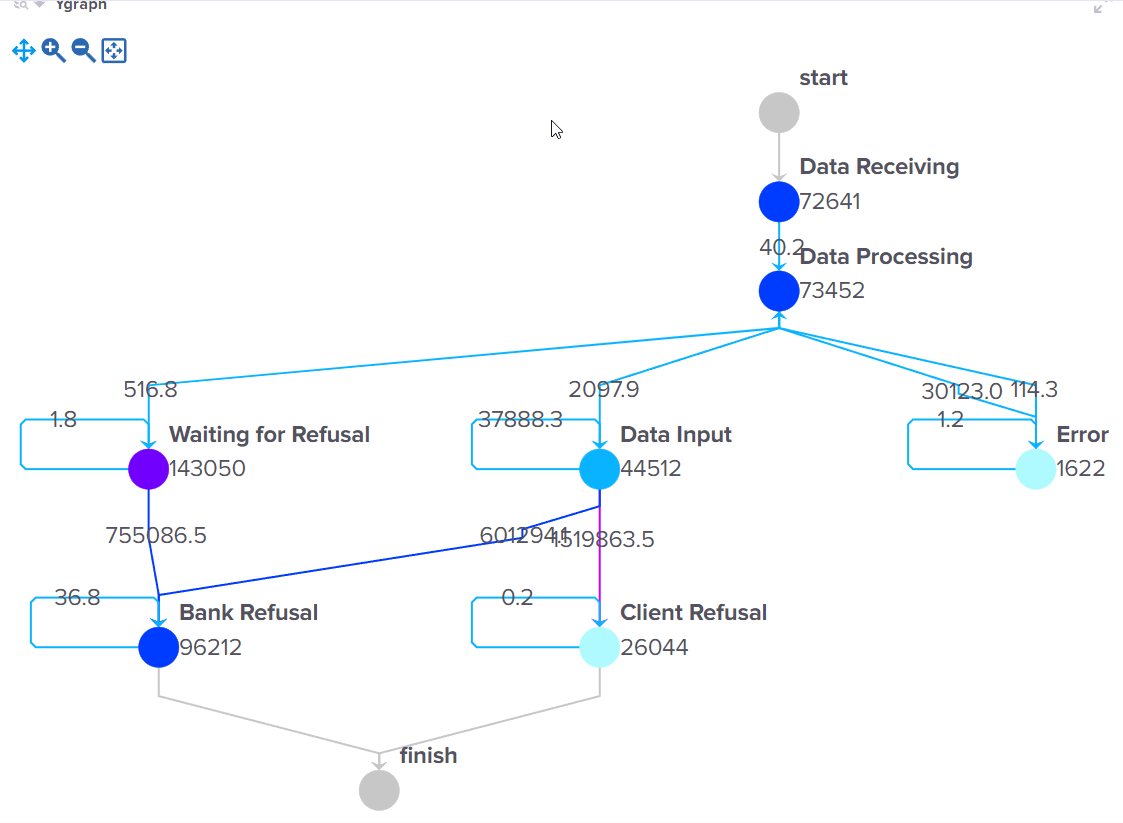 Ygraph
start
Data Receiving
72641
40.2
Data Processing
73452
516.8
2097.9
30123.0
114.3
1.8
37888.3
1.2
Waiting for Refusal
143050
Data Input
44512
Error
1622
755086.5
601294.1
1519863.5
36.8
0.2
Bank Refusal
96212
Client Refusal
26044
finish